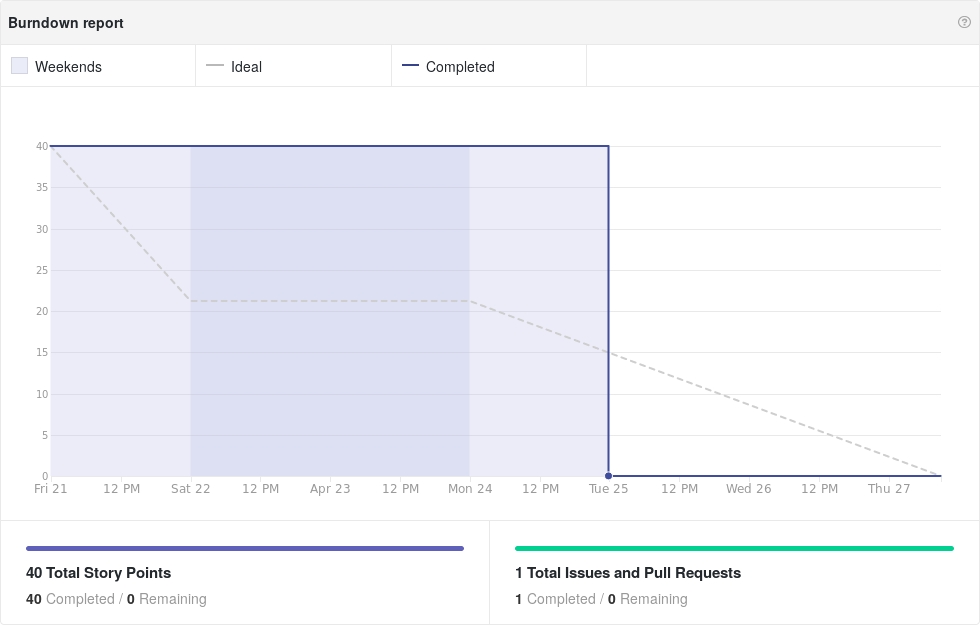 Burndown report
?
Weekends
Ideal
Completed
40
35
30
25
20
15
10
5
0
Fri 21 12 PM Sat 22 12 PM Apr 23 12 PM Mon 24 12 PM Tue 25 12 PM Wed 26 12 PM Thu 27
40 Total Story Points
40 Completed / 0 Remaining
1 Total Issues and Pull Requests
1 Completed / 0 Remaining